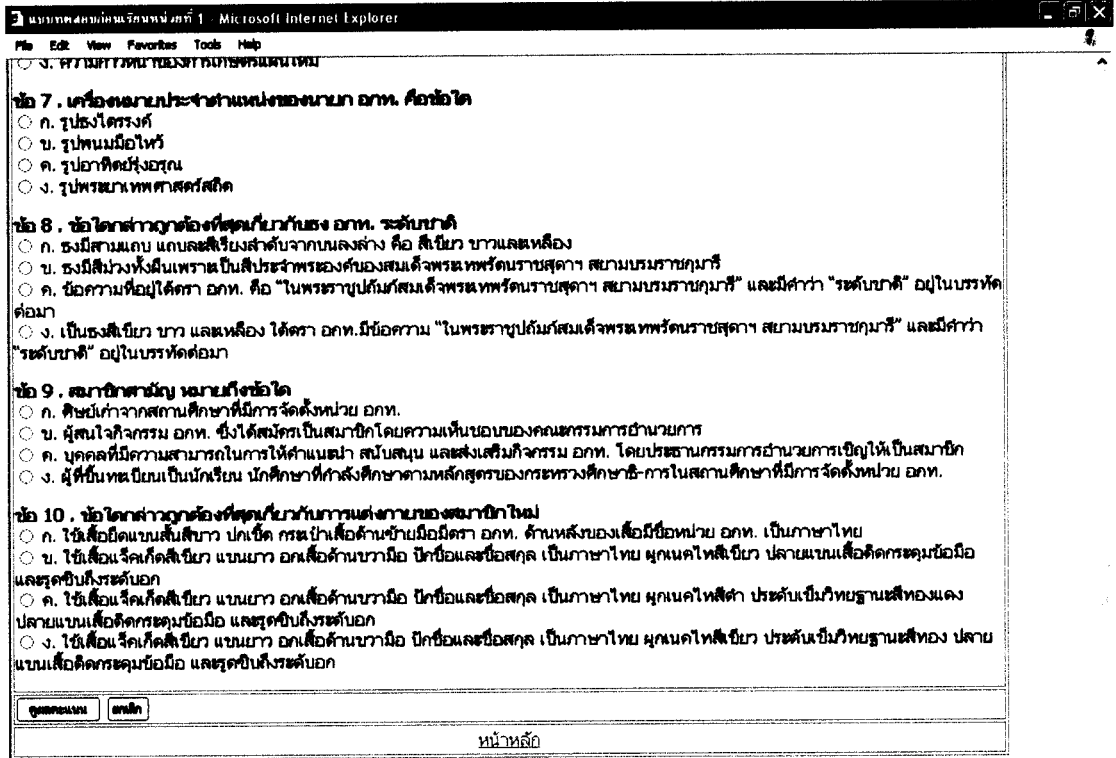 แบบทดสอบก่อนเรียนหน่วยที่ 1 - Microsoft Internet Explorer
File Edit View Favorites Tools Help
ง. ความก้าวหน้าของการเกษตรแผนใหม่
ข้อ 7 . เครื่องหมายประจำตำแหน่งของนายก อกท. คือข้อใด
ก. รูปธงไตรรงค์
ข. รูปพนมมือไหว้
ค. รูปอาทิตย์รุ่งอรุณ
ง. รูปพระยาเทพศาสตร์สถิต
ข้อ 8 . ข้อใดกล่าวถูกต้องที่สุดเกี่ยวกับธง อกท. ระดับชาติ
ก. ธงมีสามแถบ แถบละสีเรียงลำดับจากบนลงล่าง คือ สีเขียว ขาวและเหลือง
ข. ธงมีสีม่วงทั้งผืนเพราะเป็นสีประจำพระองค์ของสมเด็จพระเทพรัตนราชสุดาฯ สยามบรมราชกุมารี
ค. ข้อความที่อยู่ใต้ตรา อกท. คือ "ในพระราชูปถัมภ์สมเด็จพระเทพรัตนราชสุดาฯ สยามบรมราชกุมารี" และมีคำว่า "ระดับชาติ" อยู่ในบรรทัด
ต่อมา
ง. เป็นธงสีเขียว ขาว และเหลือง ใต้ตรา อกท.มีข้อความ "ในพระราชูปถัมภ์สมเด็จพระเทพรัตนราชสุดาฯ สยามบรมราชกุมารี" และมีคำว่า
"ระดับชาติ" อยู่ในบรรทัดต่อมา
ข้อ 9 . สมาชิกสามัญ หมายถึงข้อใด
ก. ศิษย์เก่าจากสถานศึกษาที่มีการจัดตั้งหน่วย อกท.
ข. ผู้สนใจกิจกรรม อกท. ซึ่งได้สมัครเป็นสมาชิกโดยความเห็นชอบของคณะกรรมการอำนวยการ
ค. บุคคลที่มีความสามารถในการให้คำแนะนำ สนับสนุน และส่งเสริมกิจกรรม อกท. โดยประธานกรรมการอำนวยการเชิญให้เป็นสมาชิก
ง. ผู้ที่ขึ้นทะเบียนเป็นนักเรียน นักศึกษาที่กำลังศึกษาตามหลักสูตรของกระทรวงศึกษาธิ-การในสถานศึกษาที่มีการจัดตั้งหน่วย อกท.
ข้อ 10 . ข้อใดกล่าวถูกต้องที่สุดเกี่ยวกับการแต่งกายของสมาชิกใหม่
ก. ใช้เสื้อยืดแขนสั้นสีขาว ปกเชิ้ต กระเป๋าเสื้อด้านซ้ายมือมีตรา อกท. ด้านหลังของเสื้อมีชื่อหน่วย อกท. เป็นภาษาไทย
ข. ใช้เสื้อแจ็คเก็ตสีเขียว แขนยาว อกเสื้อด้านขวามือ ปักชื่อและชื่อสกุล เป็นภาษาไทย ผูกเนคไทสีเขียว ปลายแขนเสื้อติดกระดุมข้อมือ
และรูดซิบถึงระดับอก
ค. ใช้เสื้อแจ็คเก็ตสีเขียว แขนยาว อกเสื้อด้านขวามือ ปักชื่อและชื่อสกุล เป็นภาษาไทย ผูกเนคไทสีดำ ประดับเข็มวิทยฐานะสีทองแดง
ปลายแขนเสื้อติดกระดุมข้อมือ และรูดซิบถึงระดับอก
ง. ใช้เสื้อแจ็คเก็ตสีเขียว แขนยาว อกเสื้อด้านขวามือ ปักชื่อและชื่อสกุล เป็นภาษาไทย ผูกเนคไทสีเขียว ประดับเข็มวิทยฐานะสีทอง ปลาย
แขนเสื้อติดกระดุมข้อมือ และรูดซิบถึงระดับอก
ดูผลคะแนน ยกเลิก
หน้าหลัก